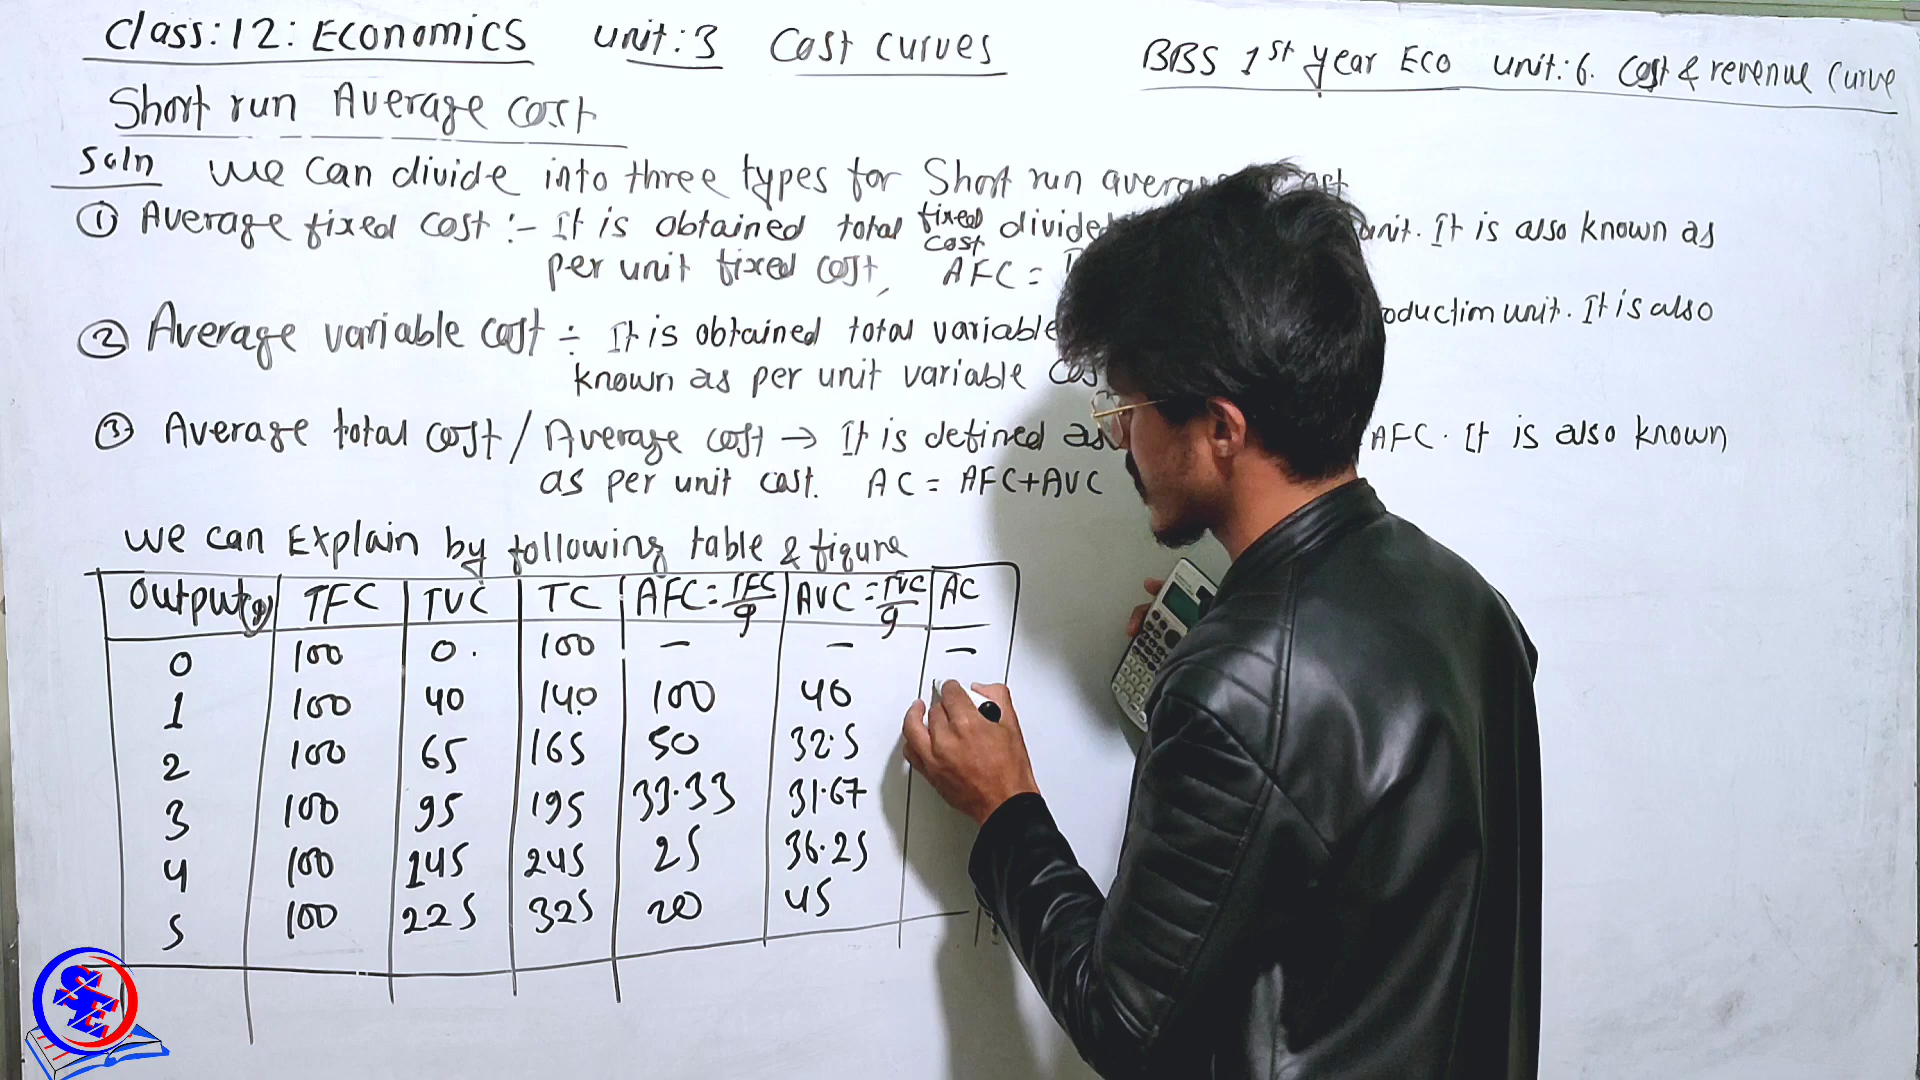 Class:12: Economics unit:3 Cost curves
BBS 1st year Eco unit:6. Cost & revenue curve
Short run Average cost
Soln we can divide into three types for Short run average cost
① Average fixed cost :- It is obtained total fixed cost divided unit. It is also known as
per unit fixed cost, AFC =
② Average variable cost ÷ It is obtained total variable oduction unit. It is also
known as per unit variable cos
③ Average total cost / Average cost → It is defined as AFC. It is also known
as per unit cost. AC = AFC+AVC
we can Explain by following table & figure
Output(q) TFC TVC TC AFC=TFC/q AVC=TVC/q AC
0 100 0. 100 — — —
1 100 40 140 100 40
2 100 65 165 50 32.5
3 100 95 195 33.33 31.67
4 100 145 245 25 36.25
5 100 225 325 20 45